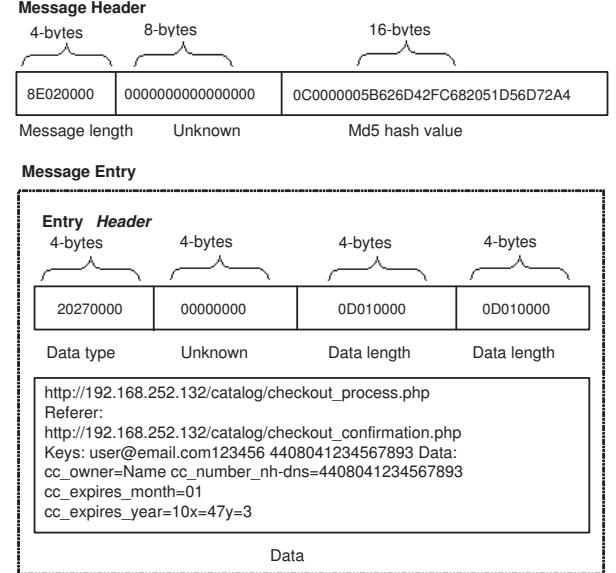 Message Header
4-bytes 8-bytes 16-bytes
8E020000 0000000000000000 0C0000005B626D42FC682051D56D72A4
Message length Unknown Md5 hash value
Message Entry
Entry Header
4-bytes 4-bytes 4-bytes 4-bytes
20270000 00000000 0D010000 0D010000
Data type Unknown Data length Data length
http://192.168.252.132/catalog/checkout_process.php
Referer:
http://192.168.252.132/catalog/checkout_confirmation.php
Keys: user@email.com123456 4408041234567893 Data:
cc_owner=Name cc_number_nh-dns=4408041234567893
cc_expires_month=01
cc_expires_year=10x=47y=3
Data